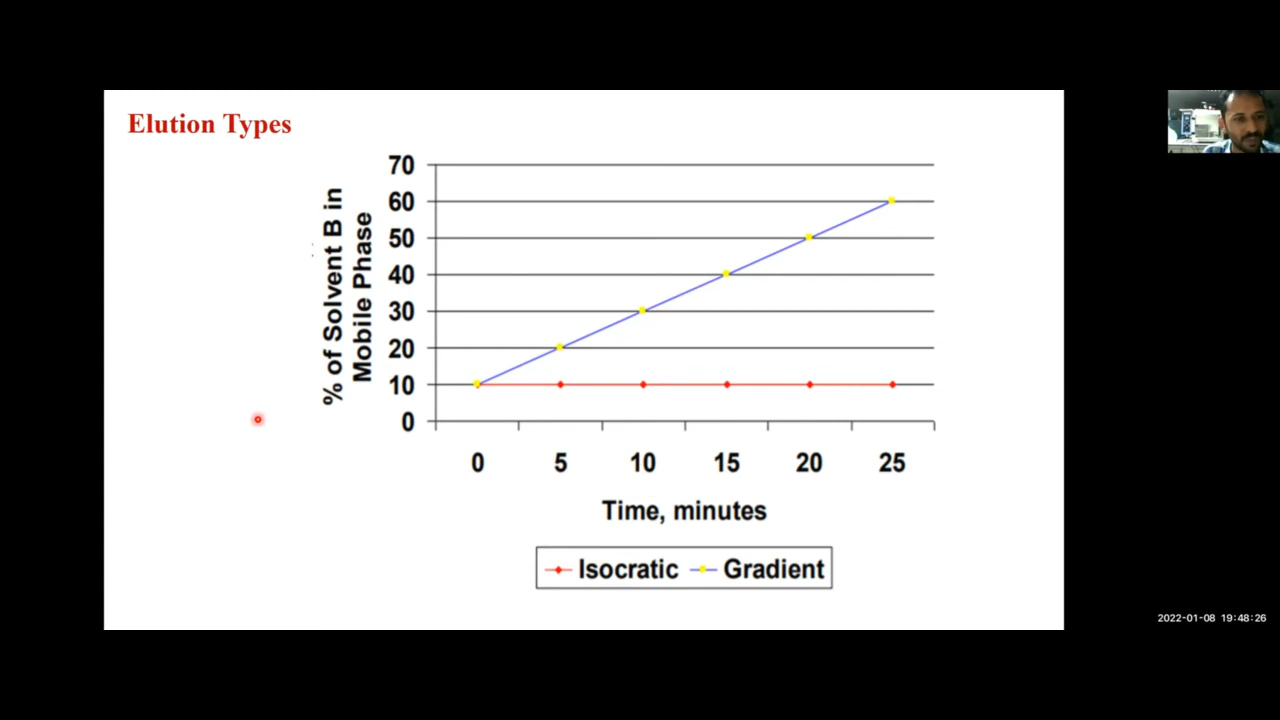 Elution Types
% of Solvent B in
Mobile Phase
70
60
50
40
30
20
10
0
0 5 10 15 20 25
Time, minutes
Isocratic Gradient
2022-01-08 19:48:26